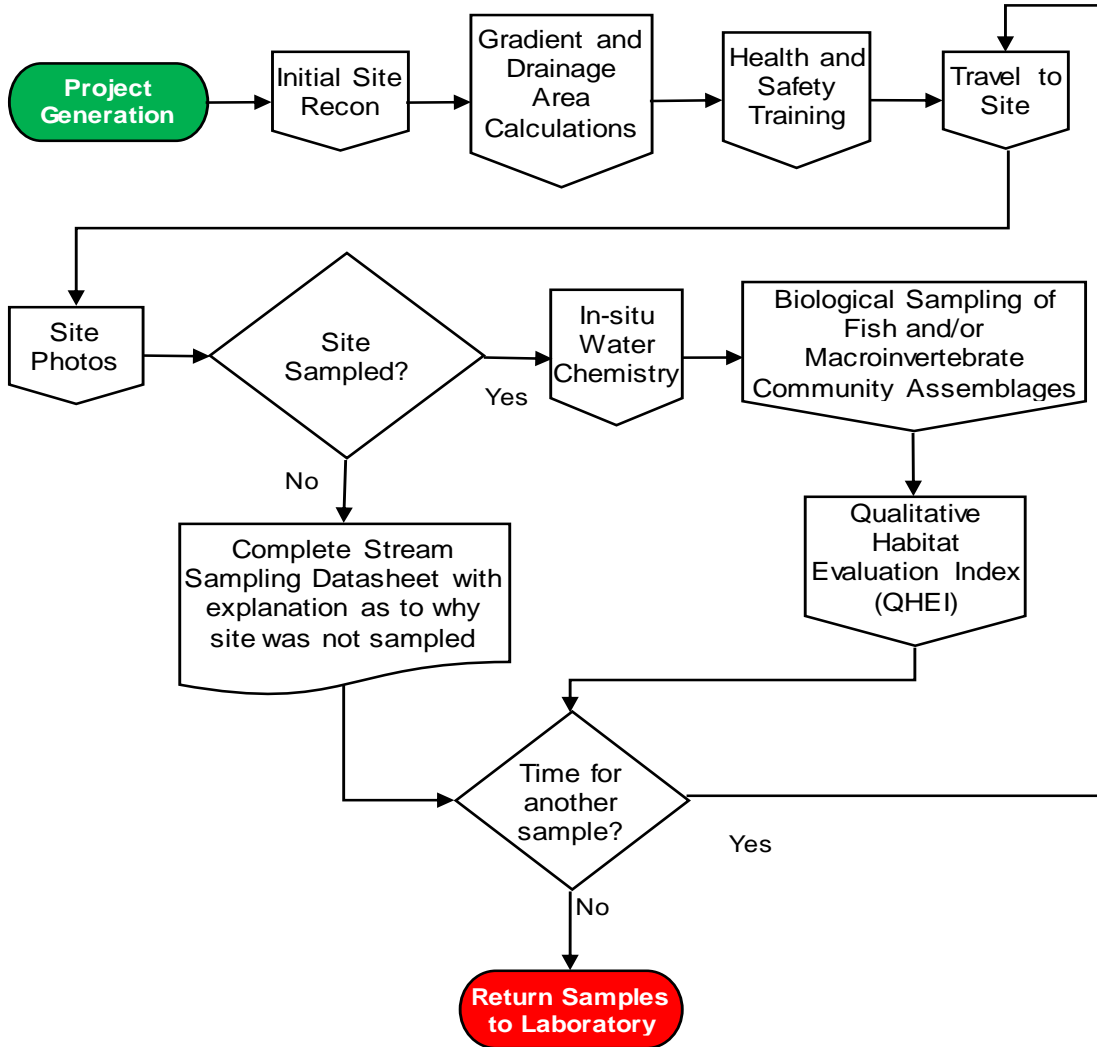 Project
Generation
Initial Site
Recon
Gradient and
Drainage
Area
Calculations
Health and
Safety
Training
Travel to
Site
Site
Photos
Site
Sampled?
Yes
No
In-situ
Water
Chemistry
Biological Sampling of
Fish and/or
Macroinvertebrate
Community Assemblages
Qualitative
Habitat
Evaluation Index
(QHEI)
Complete Stream
Sampling Datasheet with
explanation as to why
site was not sampled
Time for
another
sample?
Yes
No
Return Samples
to Laboratory